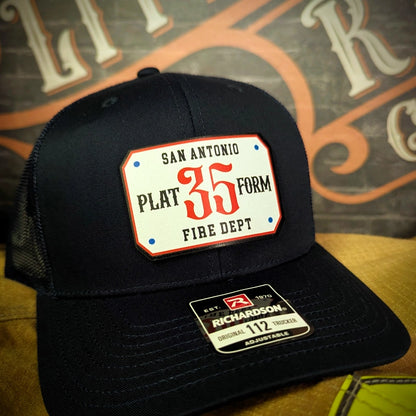 SAN ANTONIO
PLAT 35 FORM
FIRE DEPT
EST. 1970
R
RICHARDSON
ORIGINAL 112 TRUCKER
ADJUSTABLE